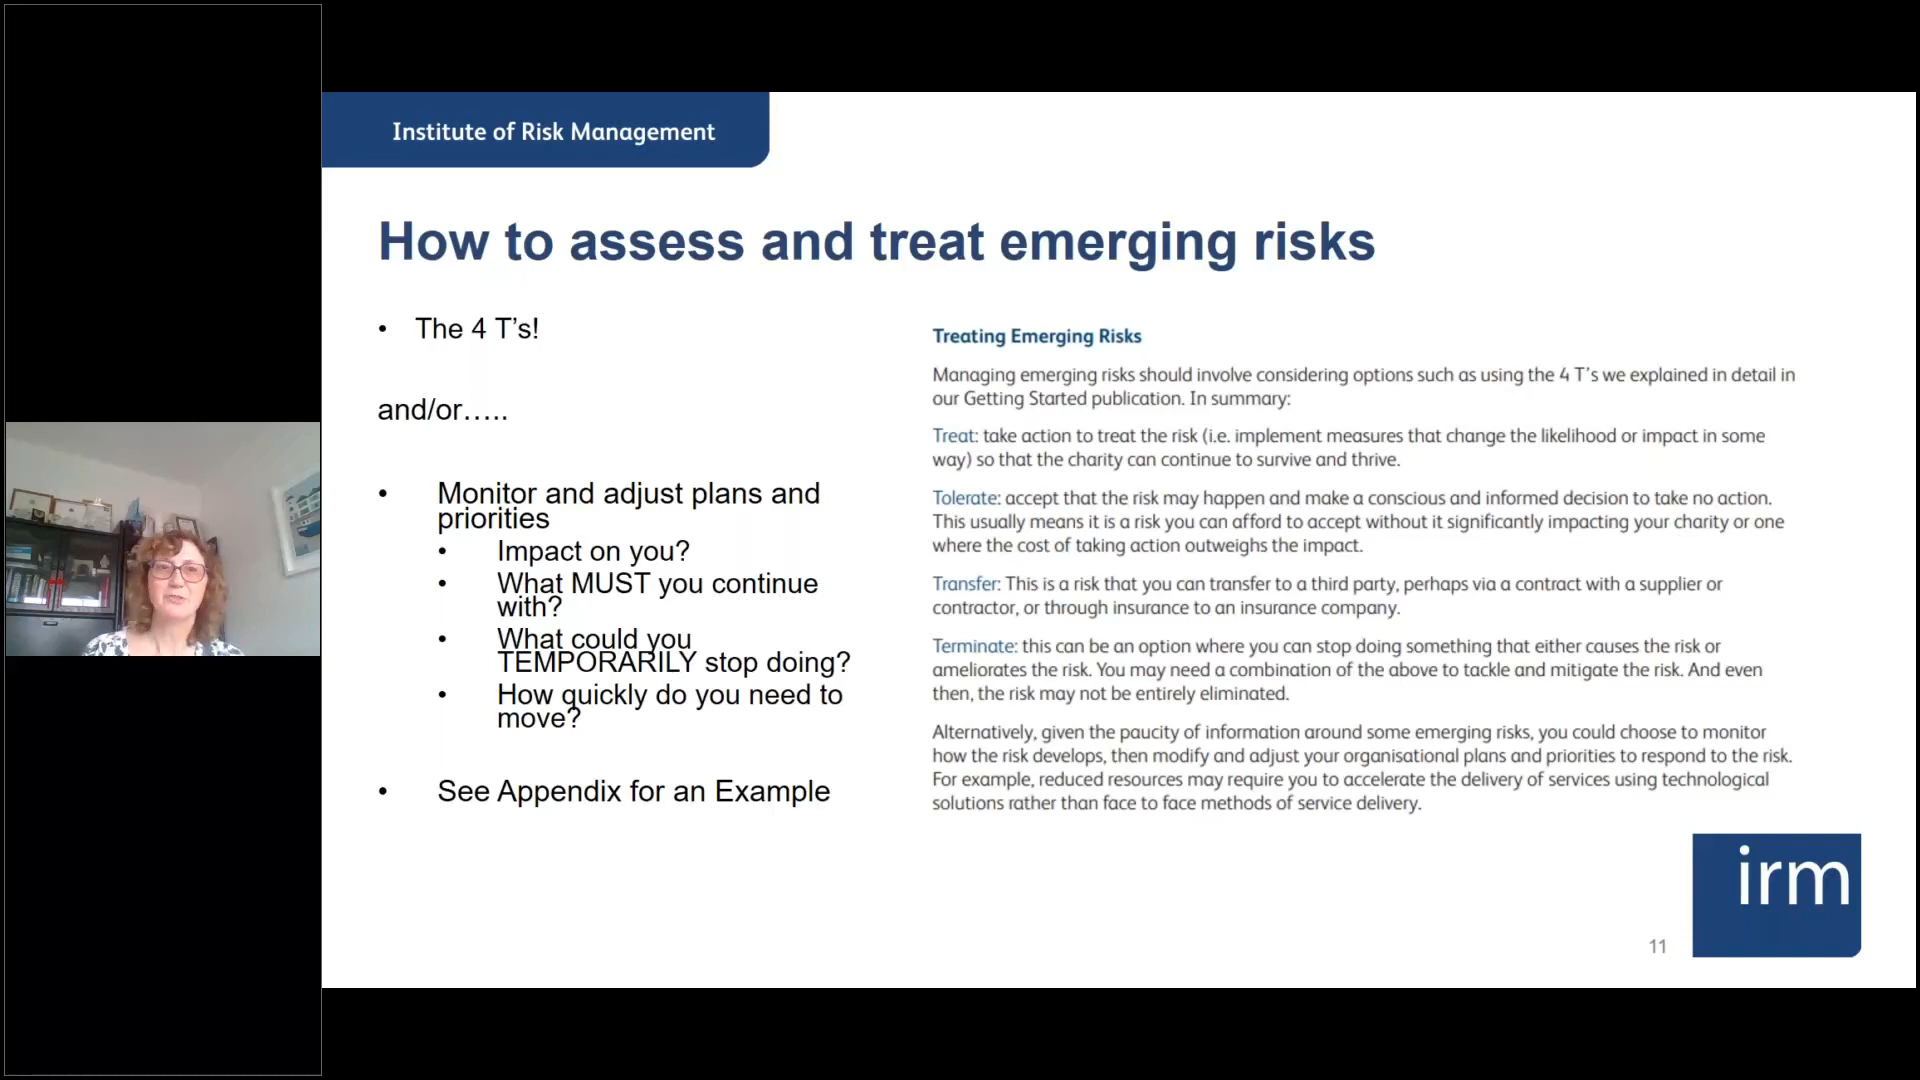 Institute of Risk Management
How to assess and treat emerging risks
• The 4 T’s!
and/or…..
• Monitor and adjust plans and
priorities
• Impact on you?
• What MUST you continue
with?
• What could you
TEMPORARILY stop doing?
• How quickly do you need to
move?
• See Appendix for an Example
Treating Emerging Risks
Managing emerging risks should involve considering options such as using the 4 T’s we explained in detail in
our Getting Started publication. In summary:
Treat: take action to treat the risk (i.e. implement measures that change the likelihood or impact in some
way) so that the charity can continue to survive and thrive.
Tolerate: accept that the risk may happen and make a conscious and informed decision to take no action.
This usually means it is a risk you can afford to accept without it significantly impacting your charity or one
where the cost of taking action outweighs the impact.
Transfer: This is a risk that you can transfer to a third party, perhaps via a contract with a supplier or
contractor, or through insurance to an insurance company.
Terminate: this can be an option where you can stop doing something that either causes the risk or
ameliorates the risk. You may need a combination of the above to tackle and mitigate the risk. And even
then, the risk may not be entirely eliminated.
Alternatively, given the paucity of information around some emerging risks, you could choose to monitor
how the risk develops, then modify and adjust your organisational plans and priorities to respond to the risk.
For example, reduced resources may require you to accelerate the delivery of services using technological
solutions rather than face to face methods of service delivery.
irm
11